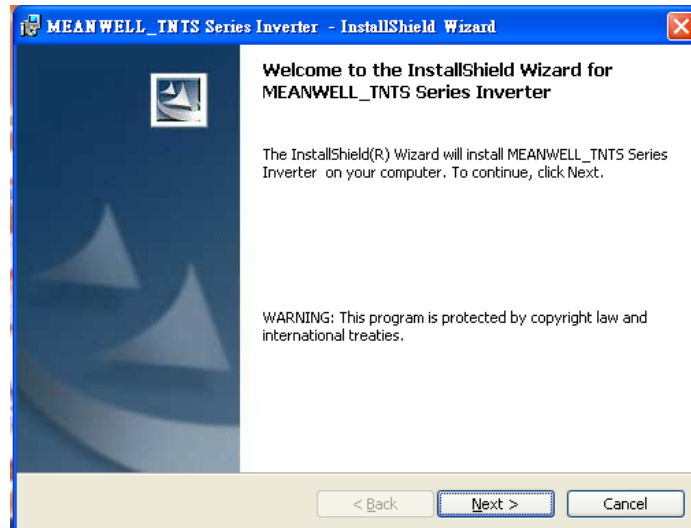 MEANWELL_TNTS Series Inverter - InstallShield Wizard
Welcome to the InstallShield Wizard for
MEANWELL_TNTS Series Inverter
The InstallShield(R) Wizard will install MEANWELL_TNTS Series
Inverter on your computer. To continue, click Next.
WARNING: This program is protected by copyright law and
international treaties.
< Back Next > Cancel